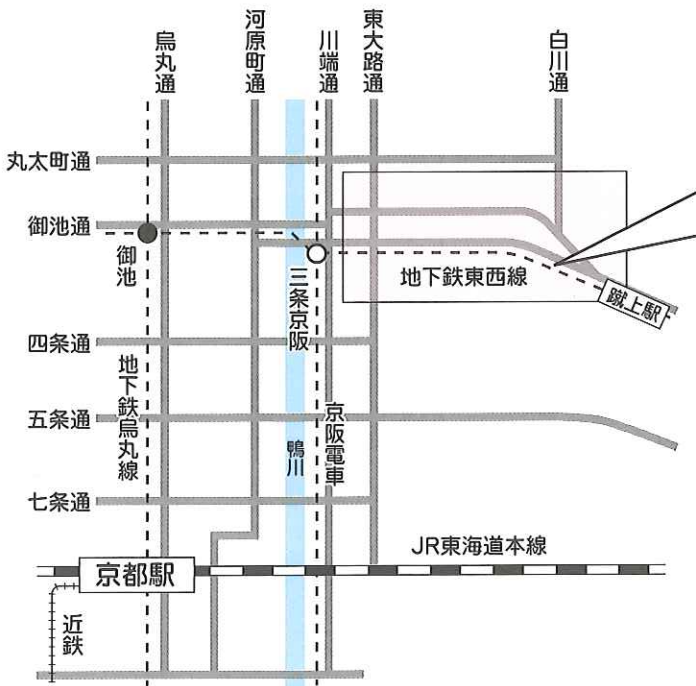 烏丸通
河原町通
川端通
東大路通
白川通
丸太町通
御池通
御池
三条京阪
地下鉄東西線
蹴上駅
四条通
地下鉄烏丸線
五条通
京阪電車
鴨川
七条通
JR東海道本線
京都駅
近鉄